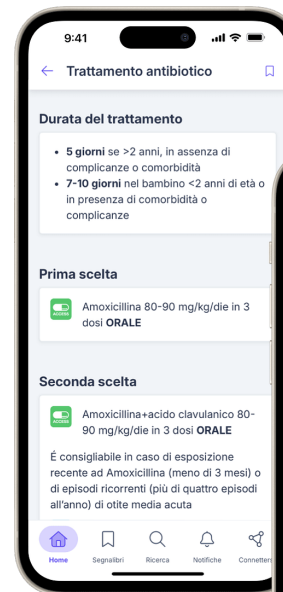 9:41
Trattamento antibiotico
Durata del trattamento
• 5 giorni se >2 anni, in assenza di
complicanze o comorbidità
• 7-10 giorni nel bambino <2 anni di età o
in presenza di comorbidità o
complicanze
Prima scelta
ACCESS
Amoxicillina 80-90 mg/kg/die in 3
dosi ORALE
Seconda scelta
ACCESS
Amoxicillina+acido clavulanico 80-
90 mg/kg/die in 3 dosi ORALE
É consigliabile in caso di esposizione
recente ad Amoxicillina (meno di 3 mesi) o
di episodi ricorrenti (più di quattro episodi
all'anno) di otite media acuta
Home Segnalibri Ricerca Notifiche Connetters